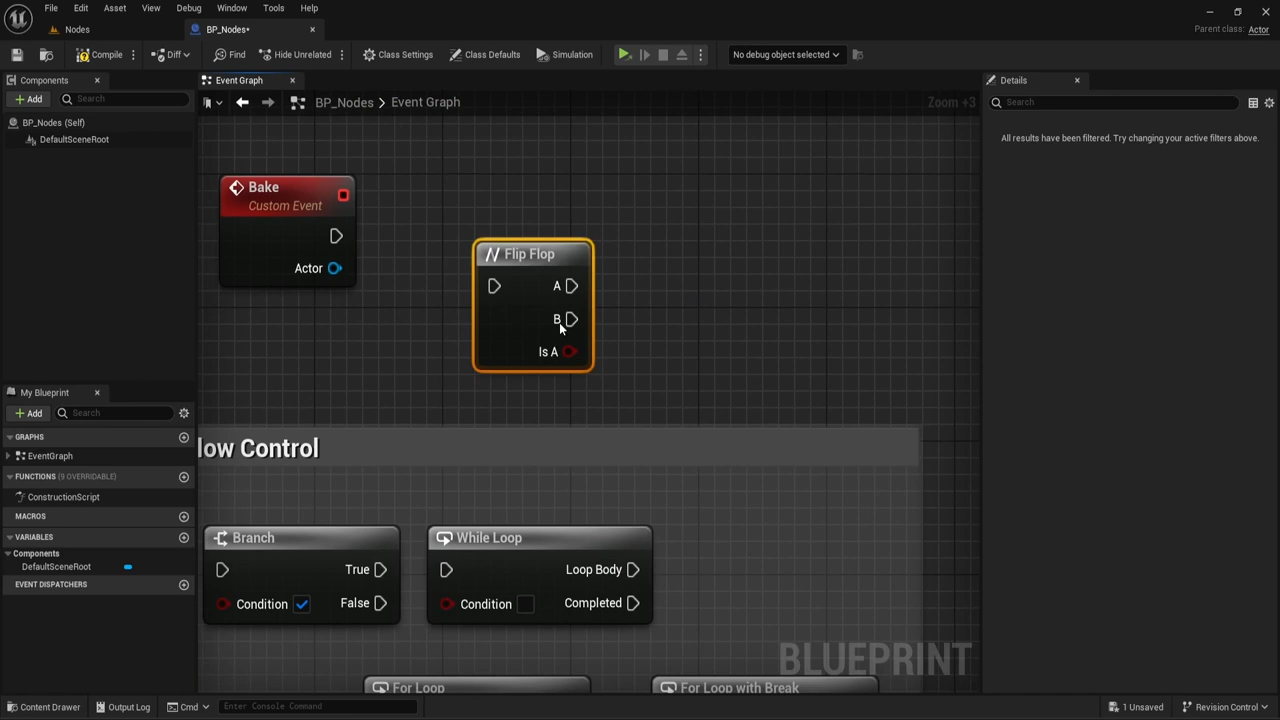 File Edit Asset View Debug Window Tools Help
Nodes BP_Nodes•
Parent class: Actor
Compile Diff Find Hide Unrelated Class Settings Class Defaults Simulation No debug object selected
Components Event Graph Details
Add Search BP_Nodes > Event Graph Zoom +3 Search
BP_Nodes (Self)
DefaultSceneRoot
All results have been filtered. Try changing your active filters above.
Bake
Custom Event
Actor
Flip Flop
A
B
Is A
My Blueprint
Add Search
GRAPHS
EventGraph
FUNCTIONS (9 OVERRIDABLE)
ConstructionScript
MACROS
VARIABLES
Components
DefaultSceneRoot
EVENT DISPATCHERS
low Control
Branch
True
Condition False
While Loop
Loop Body
Condition Completed
For Loop For Loop with Break
BLUEPRINT
Content Drawer Output Log Cmd Enter Console Command 1 Unsaved Revision Control